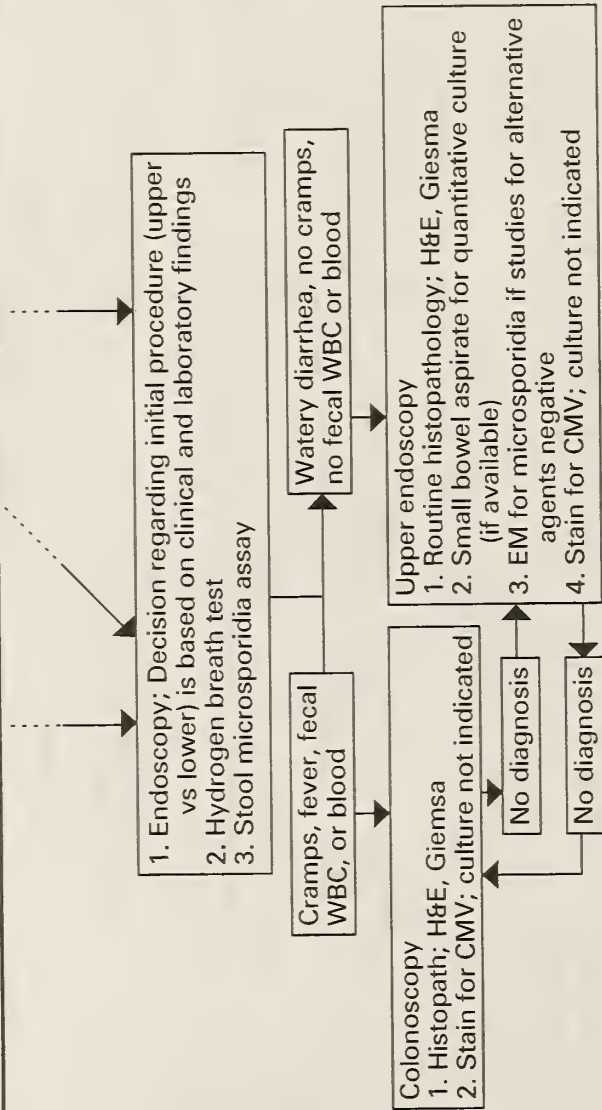 1. Endoscopy; Decision regarding initial procedure (upper
vs lower) is based on clinical and laboratory findings
2. Hydrogen breath test
3. Stool microsporidia assay
Cramps, fever, fecal
WBC, or blood
Watery diarrhea, no cramps,
no fecal WBC or blood
Colonoscopy
1. Histopath; H&E, Giemsa
2. Stain for CMV; culture not indicated
Upper endoscopy
1. Routine histopathology; H&E, Giesma
2. Small bowel aspirate for quantitative culture
(if available)
3. EM for microsporidia if studies for alternative
agents negative
4. Stain for CMV; culture not indicated
No diagnosis
No diagnosis